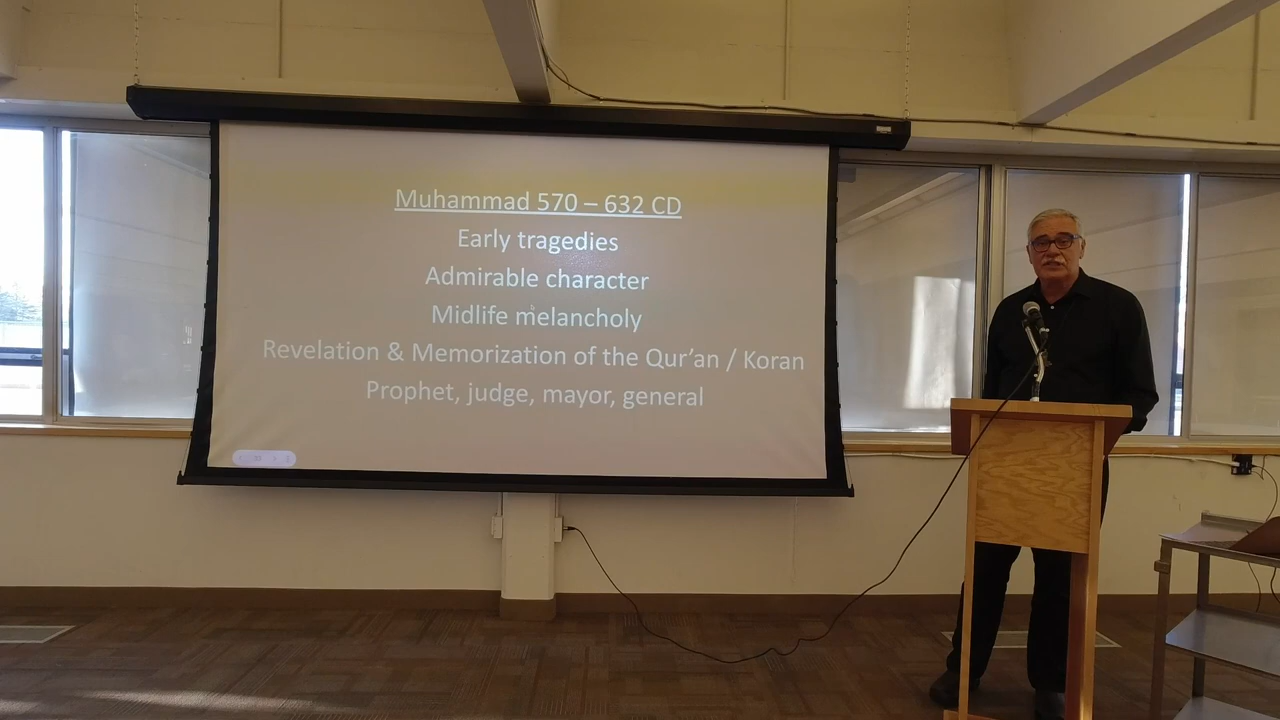 Muhammad 570 – 632 CD
Early tragedies
Admirable character
Midlife melancholy
Revelation & Memorization of the Qur’an / Koran
Prophet, judge, mayor, general